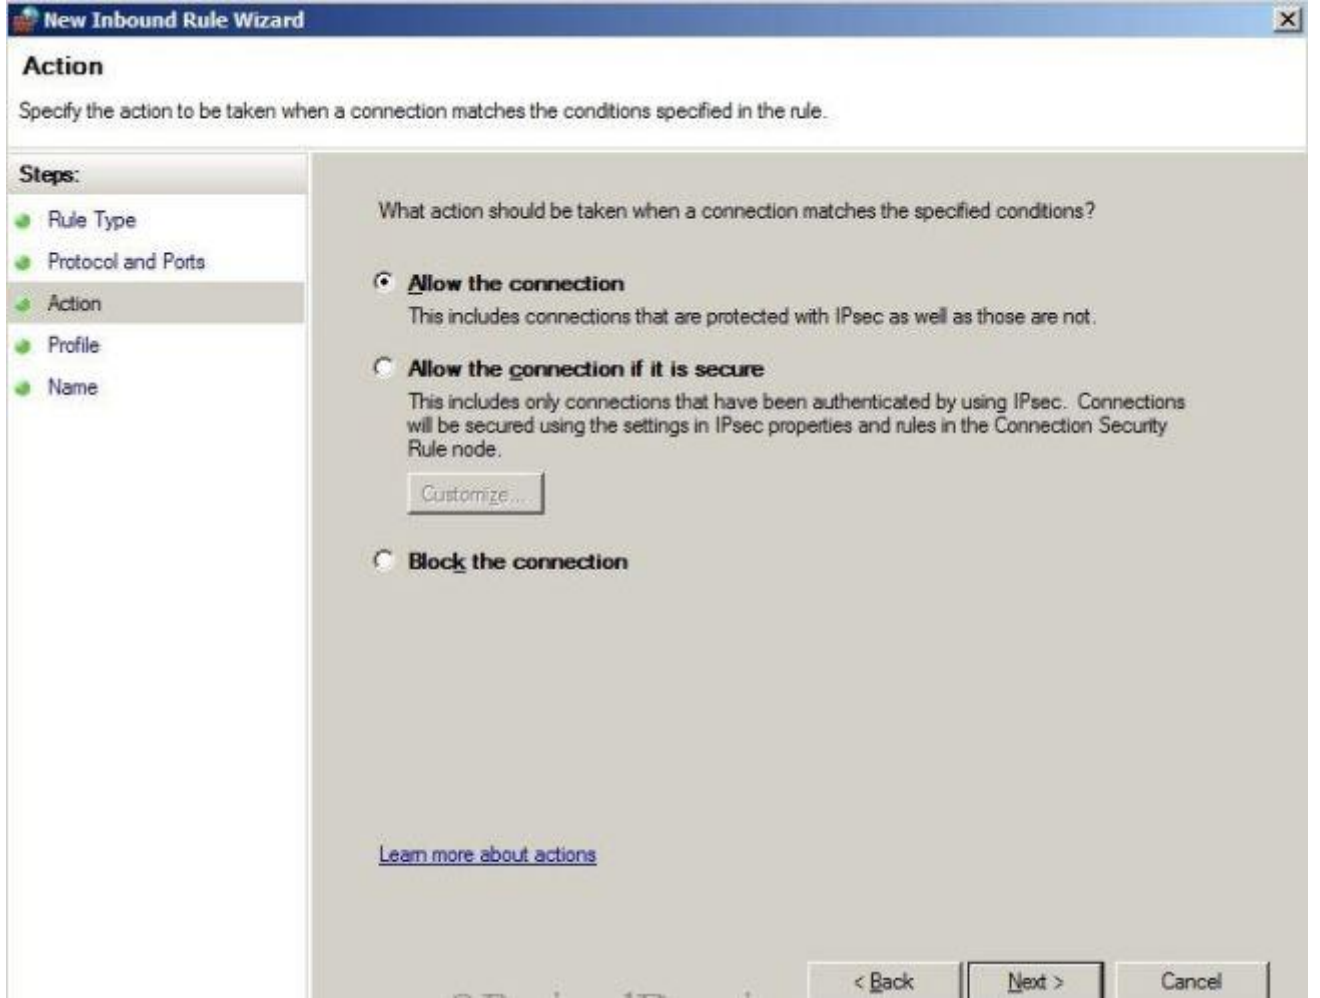 New Inbound Rule Wizard
Action
Specify the action to be taken when a connection matches the conditions specified in the rule.
Steps:
Rule Type
Protocol and Ports
Action
Profile
Name
What action should be taken when a connection matches the specified conditions?
Allow the connection
This includes connections that are protected with IPsec as well as those are not.
Allow the connection if it is secure
This includes only connections that have been authenticated by using IPsec. Connections
will be secured using the settings in IPsec properties and rules in the Connection Security
Rule node.
Customize...
Block the connection
Learn more about actions
< Back
Next >
Cancel